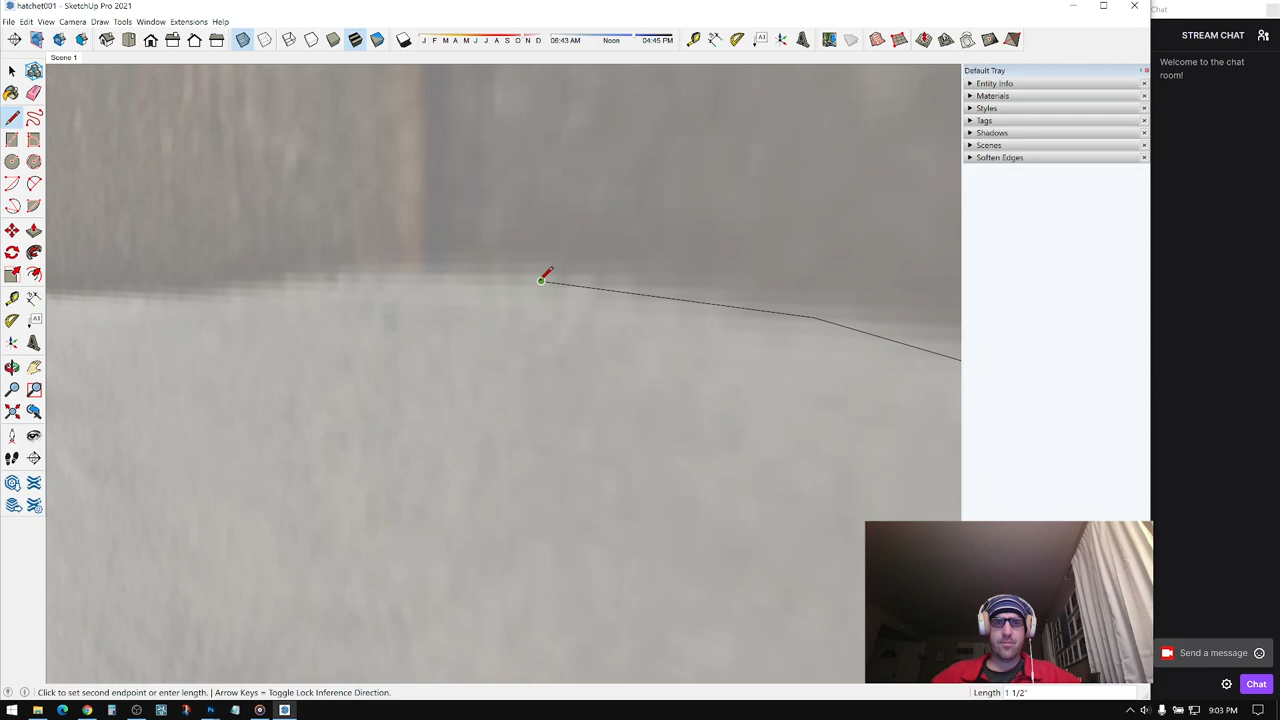 hatchet001 - SketchUp Pro 2021
Chat
File Edit View Camera Draw Tools Window Extensions Help
STREAM CHAT
J F M A M J J A S O N D 06:43 AM Noon 04:45 PM
Scene 1
Welcome to the chat
room!
Default Tray
Entity Info
Materials
Styles
Tags
Shadows
Scenes
Soften Edges
Send a message
Chat
Click to set second endpoint or enter length. | Arrow Keys = Toggle Lock Inference Direction.
Length 1 1/2"
9:03 PM